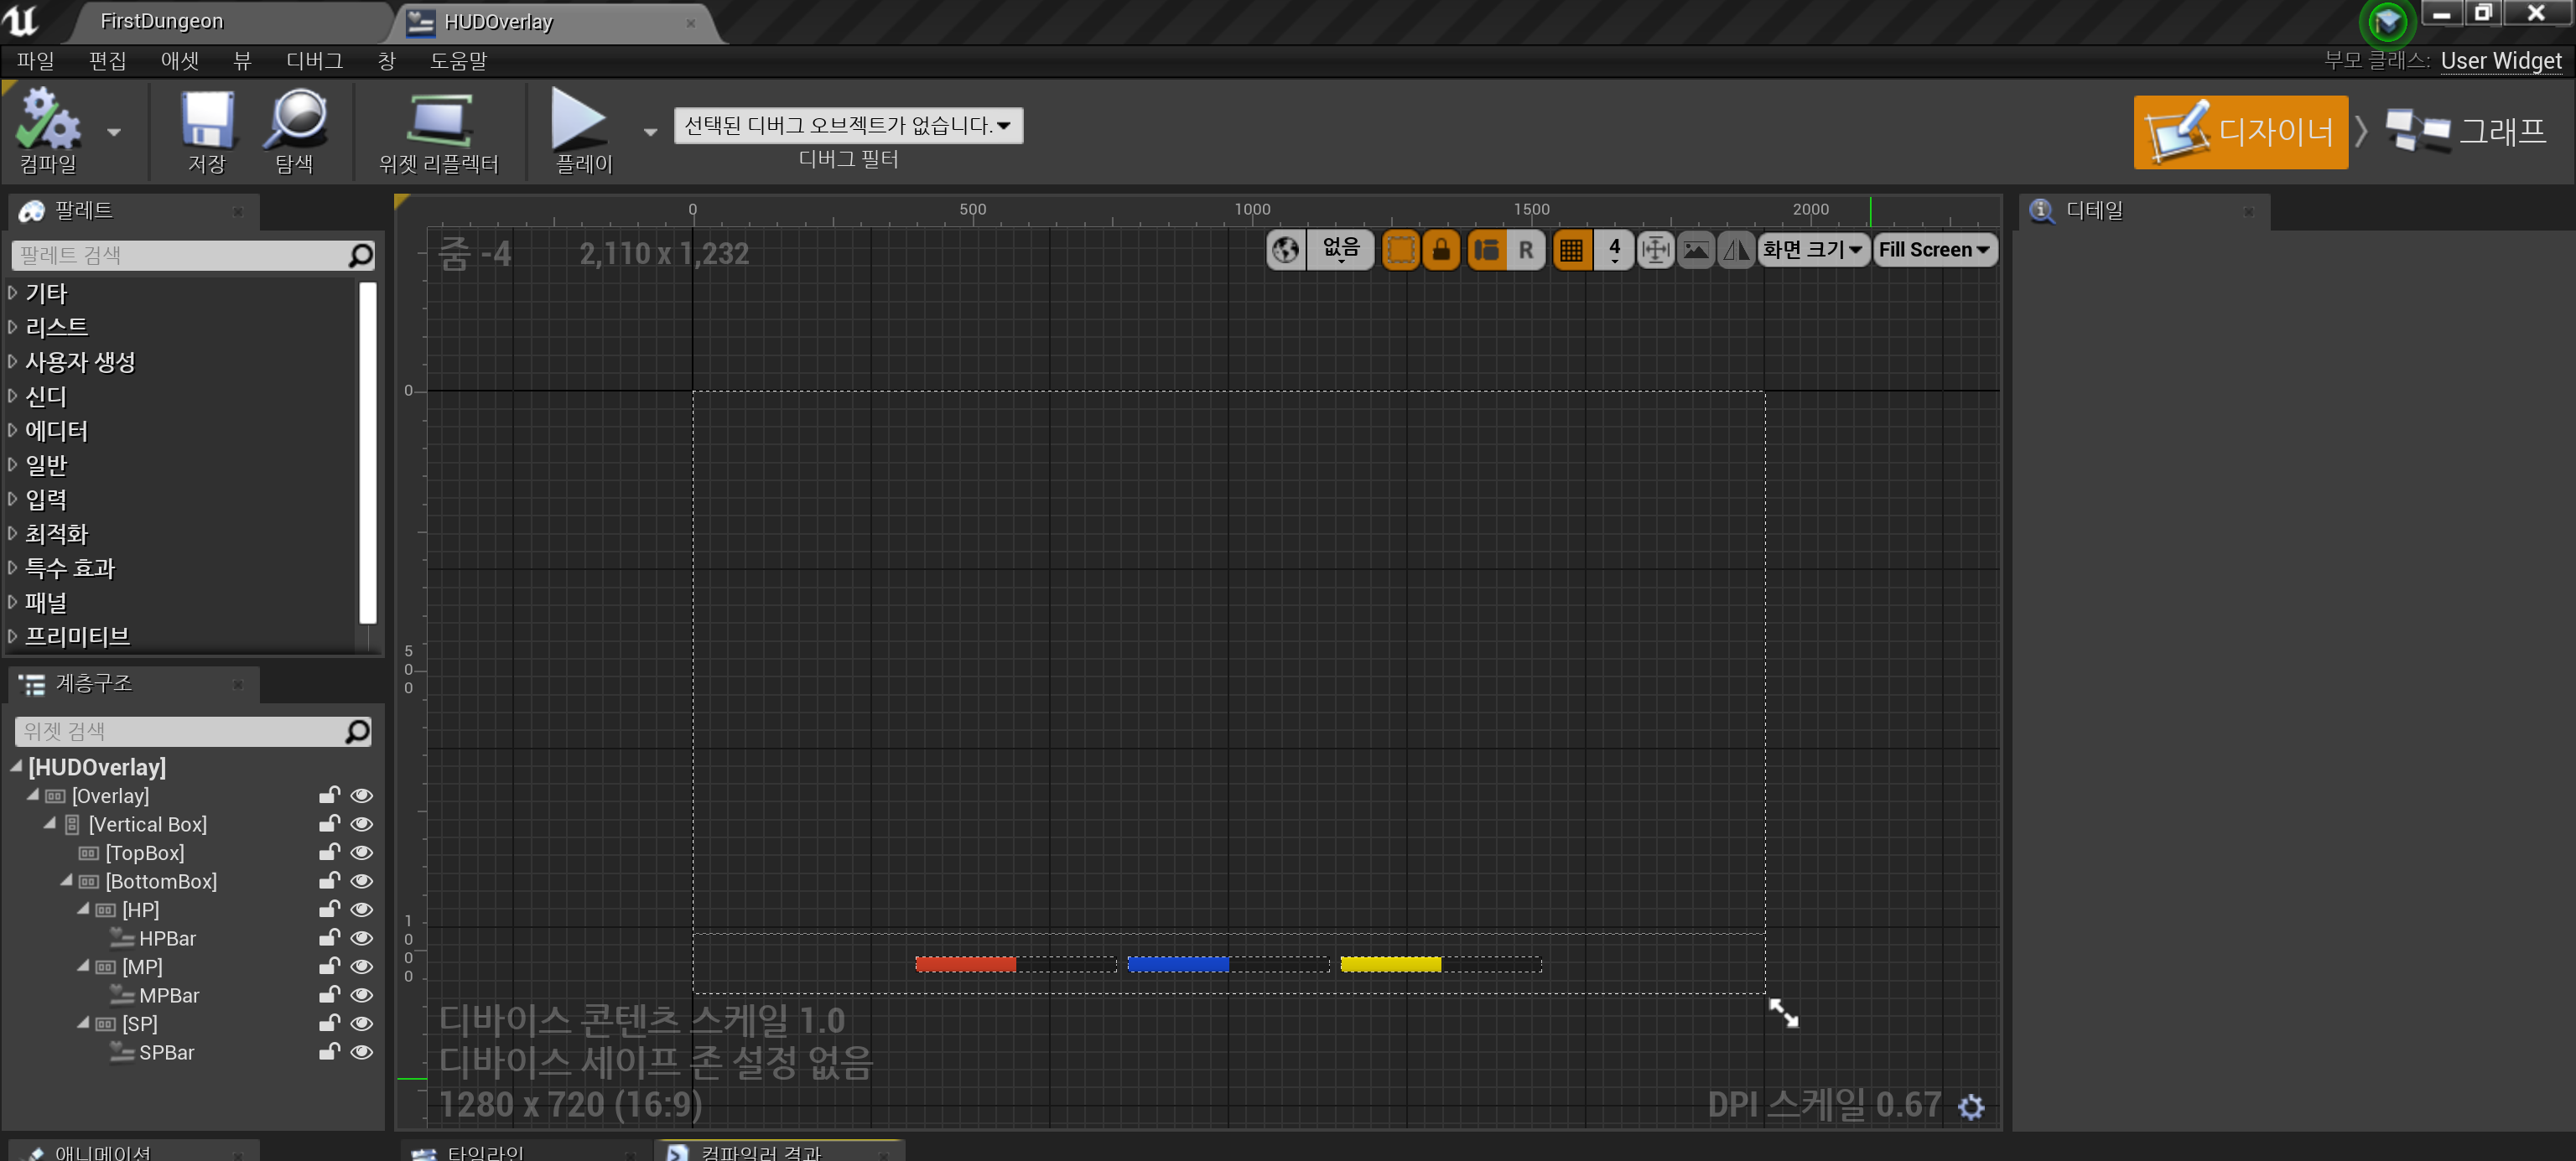 FirstDungeon
HUDOverlay
파일 편집 애셋 뷰 디버그 창 도움말
부모 클래스: User Widget
컴파일
저장
탐색
위젯 리플렉터
플레이
선택된 디버그 오브젝트가 없습니다.
디버그 필터
디자이너
그래프
팔레트
팔레트 검색
기타
리스트
사용자 생성
신디
에디터
일반
입력
최적화
특수 효과
패널
프리미티브
계층구조
위젯 검색
[HUDOverlay]
[Overlay]
[Vertical Box]
[TopBox]
[BottomBox]
[HP]
HPBar
[MP]
MPBar
[SP]
SPBar
애니메이션
0 500 1000 1500 2000
줌 -4 2,110 x 1,232
없음 R 4 화면 크기 Fill Screen
0
500
1000
디바이스 콘텐츠 스케일 1.0
디바이스 세이프 존 설정 없음
1280 x 720 (16:9)
DPI 스케일 0.67
타임라인
컴파일러 결과
디테일